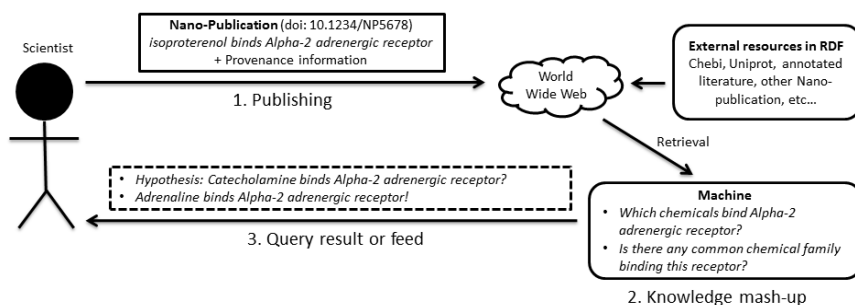 Scientist
Nano-Publication (doi: 10.1234/NP5678)
isoproterenol binds Alpha-2 adrenergic receptor
+ Provenance information
1. Publishing
World
Wide Web
External resources in RDF
Chebi, Uniprot, annotated
literature, other Nano-
publication, etc...
Retrieval
Machine
• Which chemicals bind Alpha-2
adrenergic receptor?
• Is there any common chemical family
binding this receptor?
2. Knowledge mash-up
• Hypothesis: Catecholamine binds Alpha-2 adrenergic receptor?
• Adrenaline binds Alpha-2 adrenergic receptor!
3. Query result or feed